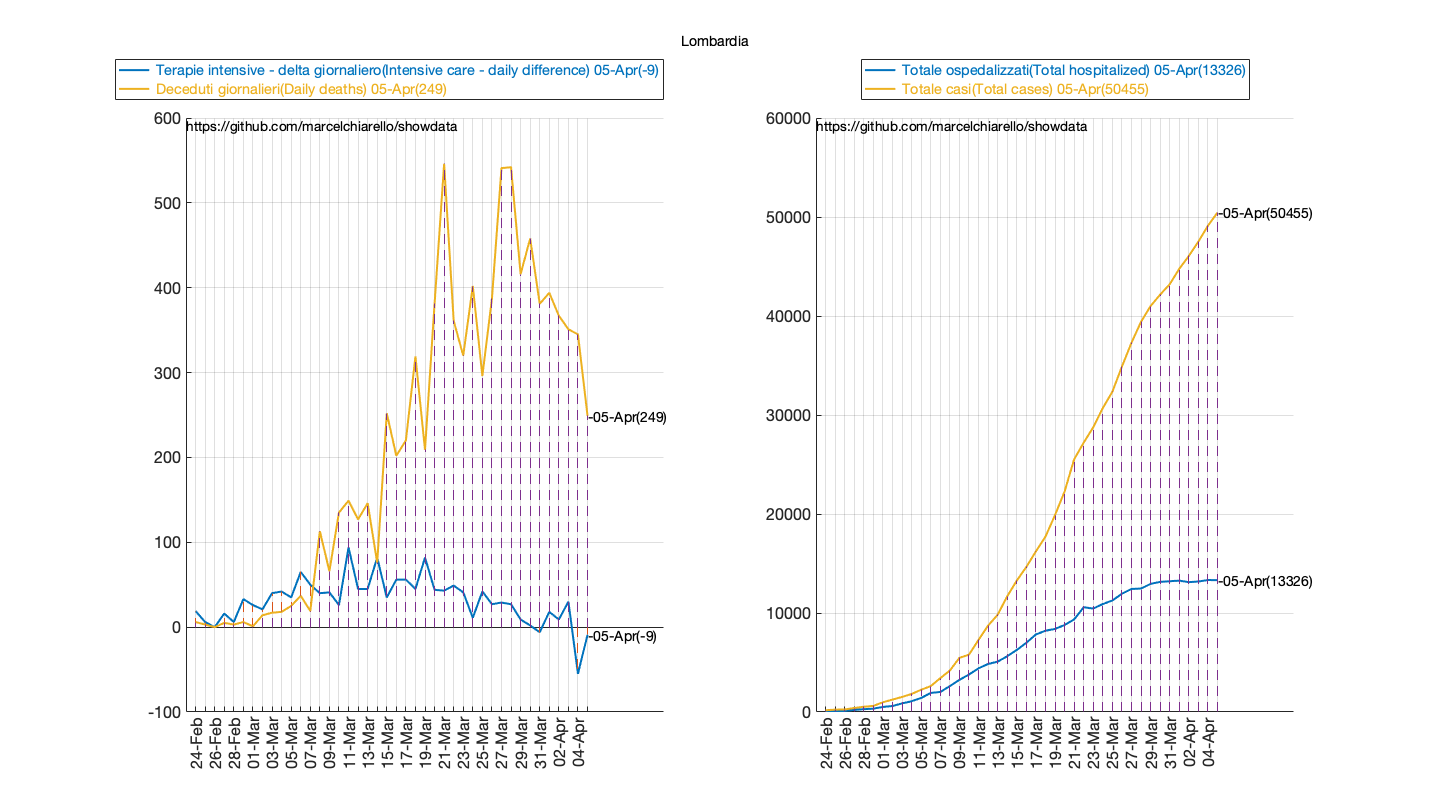 Lombardia
Terapie intensive - delta giornaliero(Intensive care - daily difference) 05-Apr(-9)
Deceduti giornalieri(Daily deaths) 05-Apr(249)
https://github.com/marcelchiarello/showdata
600
500
400
300
200
100
0
-100
-05-Apr(249)
-05-Apr(-9)
24-Feb
26-Feb
28-Feb
01-Mar
03-Mar
05-Mar
07-Mar
09-Mar
11-Mar
13-Mar
15-Mar
17-Mar
19-Mar
21-Mar
23-Mar
25-Mar
27-Mar
29-Mar
31-Mar
02-Apr
04-Apr
Totale ospedalizzati(Total hospitalized) 05-Apr(13326)
Totale casi(Total cases) 05-Apr(50455)
https://github.com/marcelchiarello/showdata
60000
50000
40000
30000
20000
10000
0
-05-Apr(50455)
-05-Apr(13326)
24-Feb
26-Feb
28-Feb
01-Mar
03-Mar
05-Mar
07-Mar
09-Mar
11-Mar
13-Mar
15-Mar
17-Mar
19-Mar
21-Mar
23-Mar
25-Mar
27-Mar
29-Mar
31-Mar
02-Apr
04-Apr